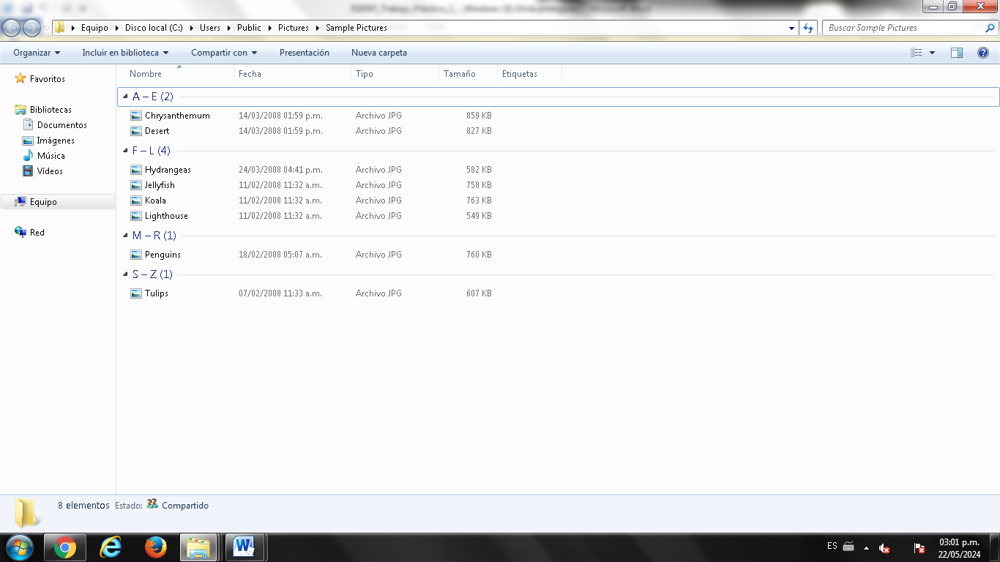 Equipo Disco local (C:) Users Public Pictures Sample Pictures Buscar Sample Pictures
Organizar Incluir en biblioteca Compartir con Presentación Nueva carpeta
Favoritos
Bibliotecas
Documentos
Imágenes
Música
Vídeos
Equipo
Red
Nombre Fecha Tipo Tamaño Etiquetas
A – E (2)
Chrysanthemum 14/03/2008 01:59 p.m. Archivo JPG 859 KB
Desert 14/03/2008 01:59 p.m. Archivo JPG 827 KB
F – L (4)
Hydrangeas 24/03/2008 04:41 p.m. Archivo JPG 582 KB
Jellyfish 11/02/2008 11:32 a.m. Archivo JPG 758 KB
Koala 11/02/2008 11:32 a.m. Archivo JPG 763 KB
Lighthouse 11/02/2008 11:32 a.m. Archivo JPG 549 KB
M – R (1)
Penguins 18/02/2008 05:07 a.m. Archivo JPG 760 KB
S – Z (1)
Tulips 07/02/2008 11:33 a.m. Archivo JPG 607 KB
8 elementos Estado: Compartido
ES 03:01 p.m.
22/05/2024